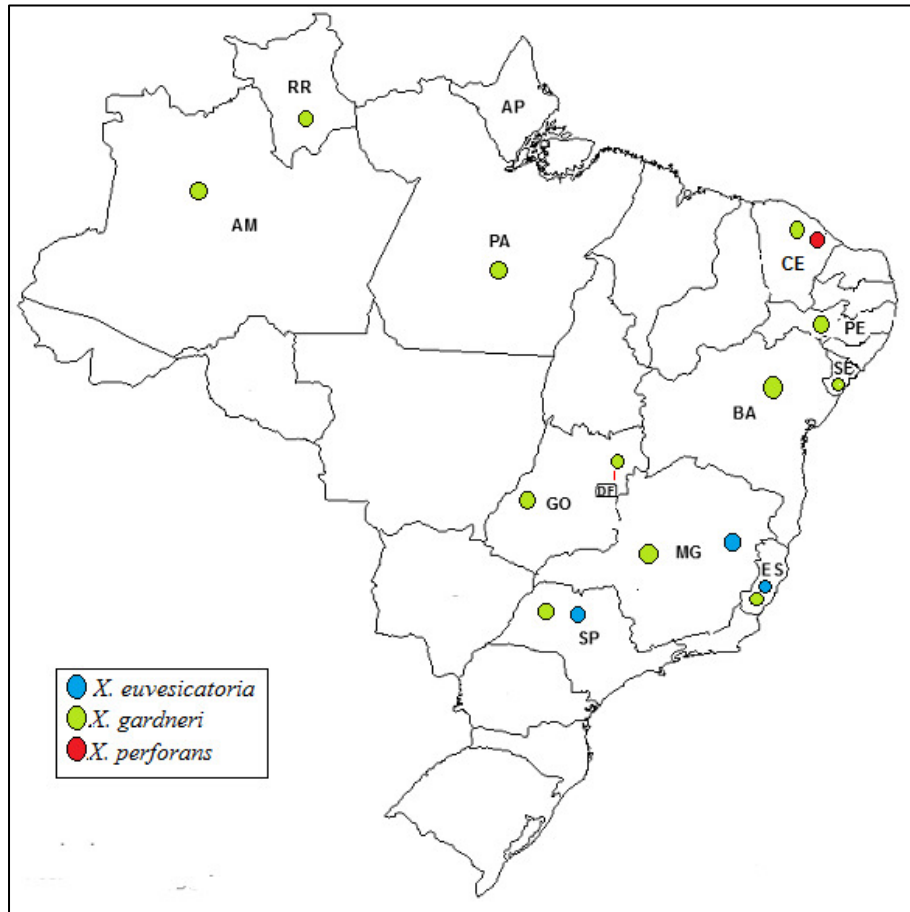 RR
AP
AM
PA
CE
PE
SE
BA
DF
GO
MG
ES
SP
X. euvesicatoria
X. gardneri
X. perforans